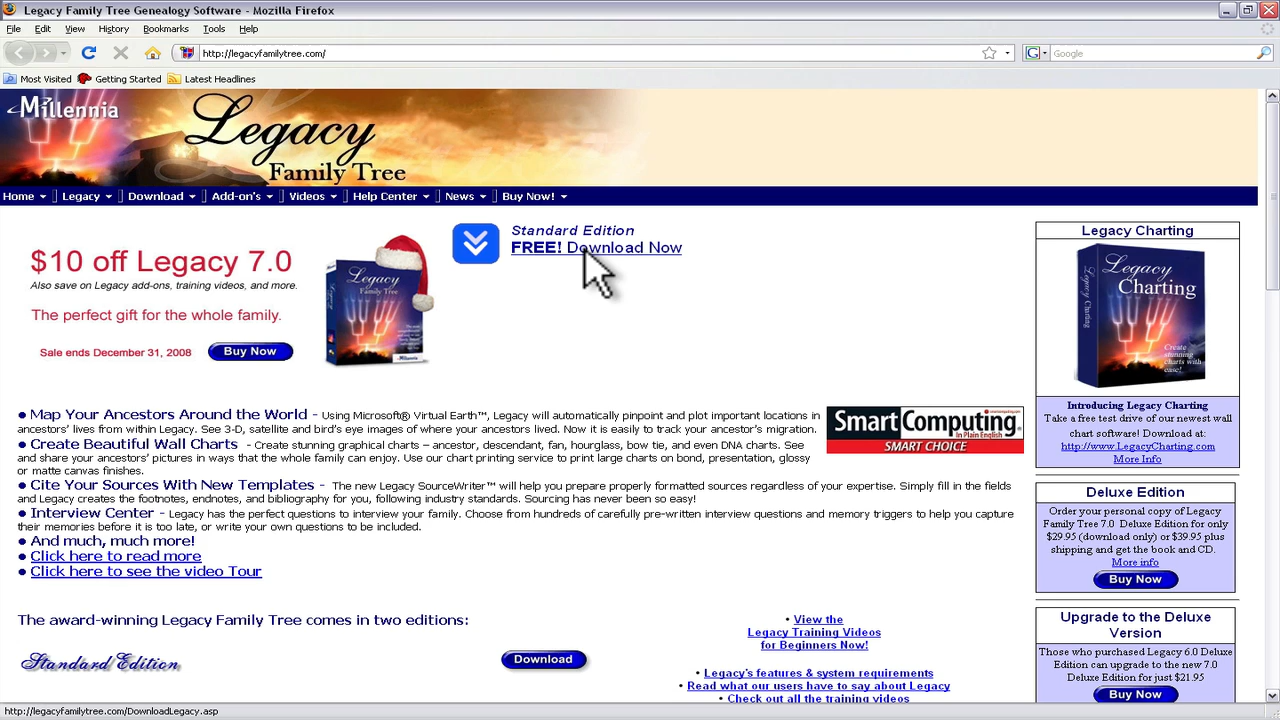 Legacy Family Tree Genealogy Software - Mozilla Firefox
File Edit View History Bookmarks Tools Help
http://legacyfamilytree.com/
Google
Most Visited Getting Started Latest Headlines
Millennia
Legacy
Family Tree
Home Legacy Download Add-on's Videos Help Center News Buy Now!
$10 off Legacy 7.0
Also save on Legacy add-ons, training videos, and more.
The perfect gift for the whole family.
Sale ends December 31, 2008 Buy Now
Legacy
Family Tree
Millennia
Standard Edition
FREE! Download Now
• Map Your Ancestors Around the World - Using Microsoft® Virtual Earth™, Legacy will automatically pinpoint and plot important locations in
ancestors' lives from within Legacy. See 3-D, satellite and bird's eye images of where your ancestors lived. Now it is easy to track your ancestor's migration.
• Create Beautiful Wall Charts - Create stunning graphical charts – ancestor, descendant, fan, hourglass, bow tie, and even DNA charts. See
and share your ancestors' pictures in ways that the whole family can enjoy. Use our chart printing service to print large charts on bond, presentation, glossy
or matte canvas finishes.
• Cite Your Sources With New Templates - The new Legacy SourceWriter™ will help you prepare properly formatted sources regardless of your expertise. Simply fill in the fields
and Legacy creates the footnotes, endnotes, and bibliography for you, following industry standards. Sourcing has never been so easy!
• Interview Center - Legacy has the perfect questions to interview your family. Choose from hundreds of carefully pre-written interview questions and memory triggers to help you capture
their memories before it is too late, or write your own questions to be included.
• And much, much more!
• Click here to read more
• Click here to see the video Tour
SmartComputing
In Plain English
SMART CHOICE
The award-winning Legacy Family Tree comes in two editions:
Standard Edition
Download
• View the
Legacy Training Videos
for Beginners Now!
• Legacy's features & system requirements
• Read what our users have to say about Legacy
• Check out all the training videos
Legacy Charting
Legacy
Charting
Legacy Charting
Create
stunning
charts with
ease!
Introducing Legacy Charting
Take a free test drive of our newest wall
chart software! Download at:
http://www.LegacyCharting.com
More Info
Deluxe Edition
Order your personal copy of Legacy
Family Tree 7.0 Deluxe Edition for only
$29.95 (download only) or $39.95 plus
shipping and get the book and CD.
More info
Buy Now
Upgrade to the Deluxe
Version
Those who purchased Legacy 6.0 Deluxe
Edition can upgrade to the new 7.0
Deluxe Edition for just $21.95
Buy Now
http://legacyfamilytree.com/DownloadLegacy.asp